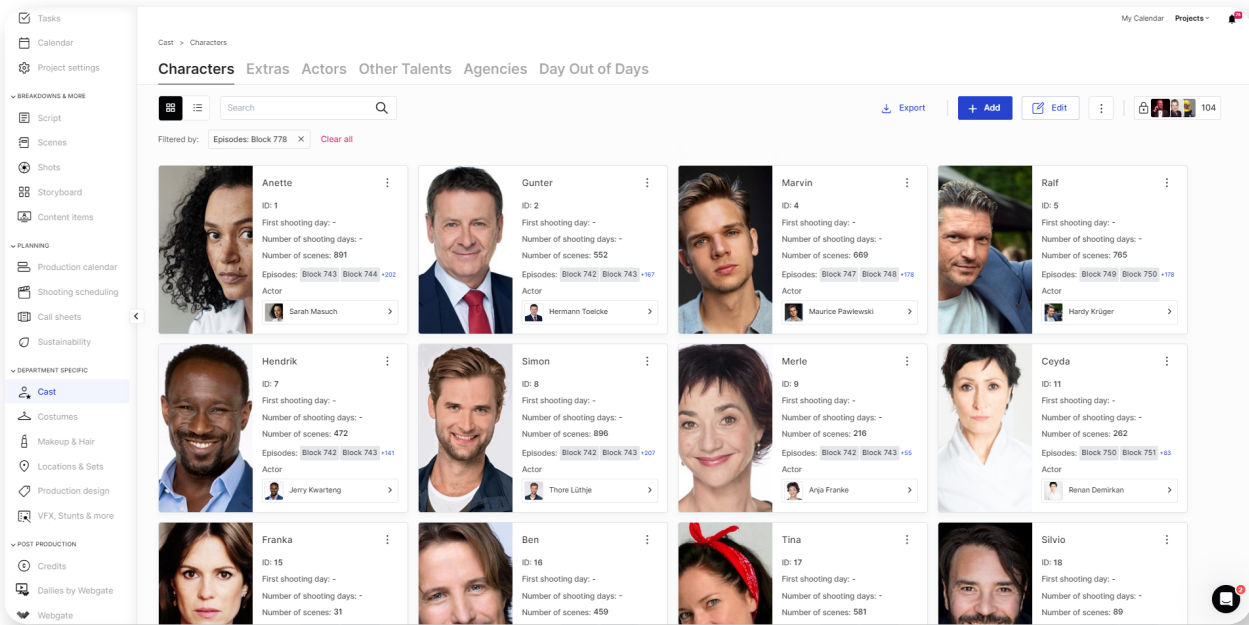 Tasks
Calendar
Project settings
BREAKDOWNS & MORE
Script
Scenes
Shots
Storyboard
Content items
PLANNING
Production calendar
Shooting scheduling
Call sheets
Sustainability
DEPARTMENT SPECIFIC
Cast
Costumes
Makeup & Hair
Locations & Sets
Production design
VFX, Stunts & more
POST PRODUCTION
Credits
Dailies by Webgate
Webgate
My Calendar Projects
Cast > Characters
Characters Extras Actors Other Talents Agencies Day Out of Days
Search
Export
+ Add
Edit
104
Filtered by: Episodes: Block 778 × Clear all
Anette
ID: 1
First shooting day: -
Number of shooting days: -
Number of scenes: 891
Episodes: Block 743 Block 744 +202
Actor
Sarah Masuch
Gunter
ID: 2
First shooting day: -
Number of shooting days: -
Number of scenes: 552
Episodes: Block 742 Block 743 +167
Actor
Hermann Toelcke
Marvin
ID: 4
First shooting day: -
Number of shooting days: -
Number of scenes: 669
Episodes: Block 747 Block 748 +178
Actor
Maurice Pawlewski
Ralf
ID: 5
First shooting day: -
Number of shooting days: -
Number of scenes: 765
Episodes: Block 749 Block 750 +178
Actor
Hardy Krüger
Hendrik
ID: 7
First shooting day: -
Number of shooting days: -
Number of scenes: 472
Episodes: Block 742 Block 743 +141
Actor
Jerry Kwarteng
Simon
ID: 8
First shooting day: -
Number of shooting days: -
Number of scenes: 896
Episodes: Block 742 Block 743 +207
Actor
Thore Lüthje
Merle
ID: 9
First shooting day: -
Number of shooting days: -
Number of scenes: 216
Episodes: Block 742 Block 743 +55
Actor
Anja Franke
Ceyda
ID: 11
First shooting day: -
Number of shooting days: -
Number of scenes: 262
Episodes: Block 750 Block 751 +83
Actor
Renan Demirkan
Franka
ID: 15
First shooting day: -
Number of shooting days: -
Number of scenes: 31
Ben
ID: 16
First shooting day: -
Number of shooting days: -
Number of scenes: 459
Tina
ID: 17
First shooting day: -
Number of shooting days: -
Number of scenes: 581
Silvio
ID: 18
First shooting day: -
Number of shooting days: -
Number of scenes: 89
2